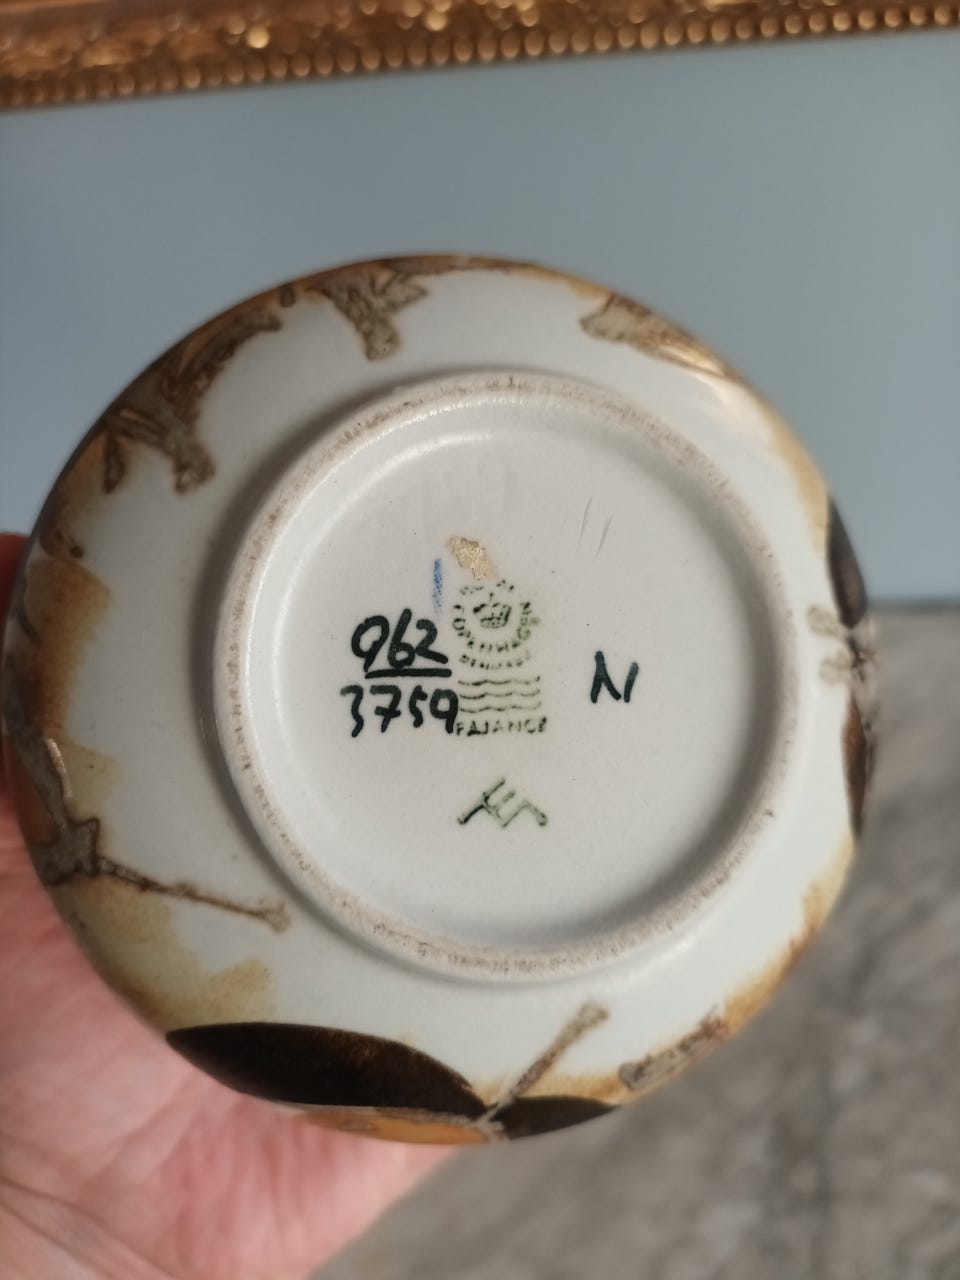 962
3759
COPENHAGEN
DENMARK
FAJANCE
N